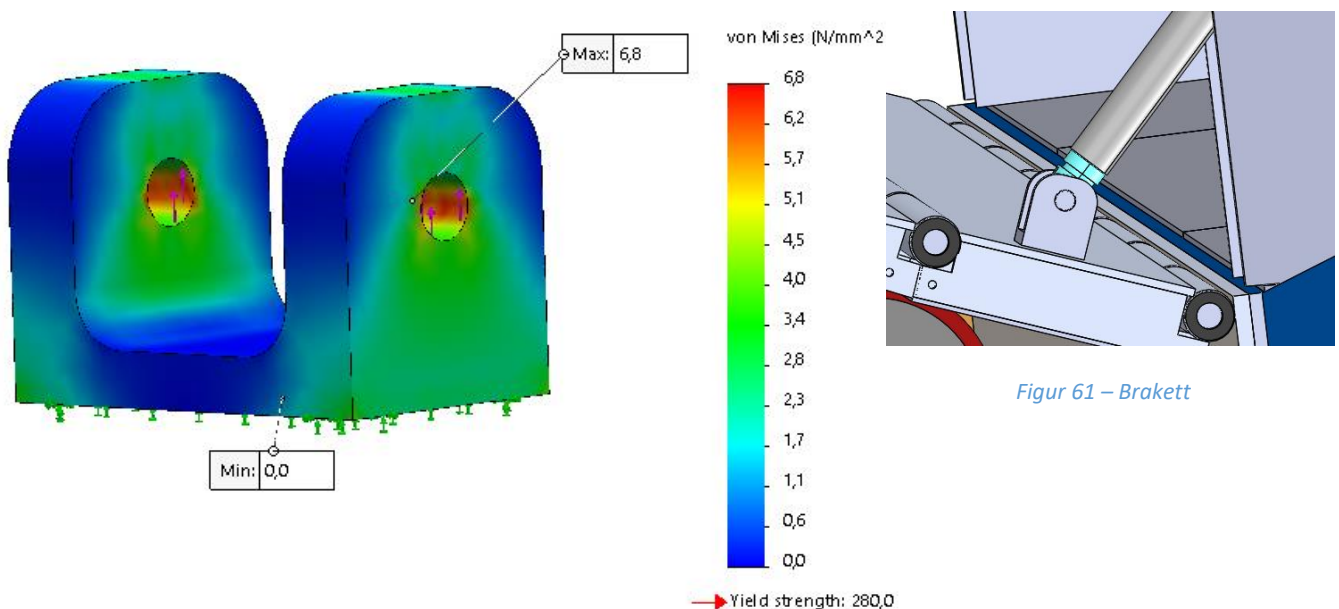 von Mises (N/mm^2
Max: 6,8
6,8
6,2
5,7
5,1
4,5
4,0
3,4
2,8
2,3
1,7
1,1
0,6
0,0
Yield strength: 280,0
Min: 0,0
Figur 61 – Brakett